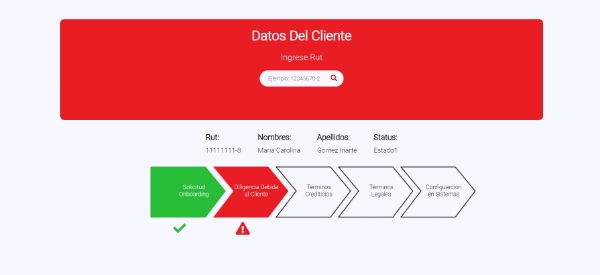 Datos Del Cliente
Ingrese Rut
Ejemplo: 12345678-2
Rut: Nombres: Apellidos: Status:
11111111-8 Maria Carolina Gomez Iriarte Estado1
Solicitud Onboarding
Diligencia Debida al Cliente
Términos Crediticios
Términos Legales
Configuración en Sistemas